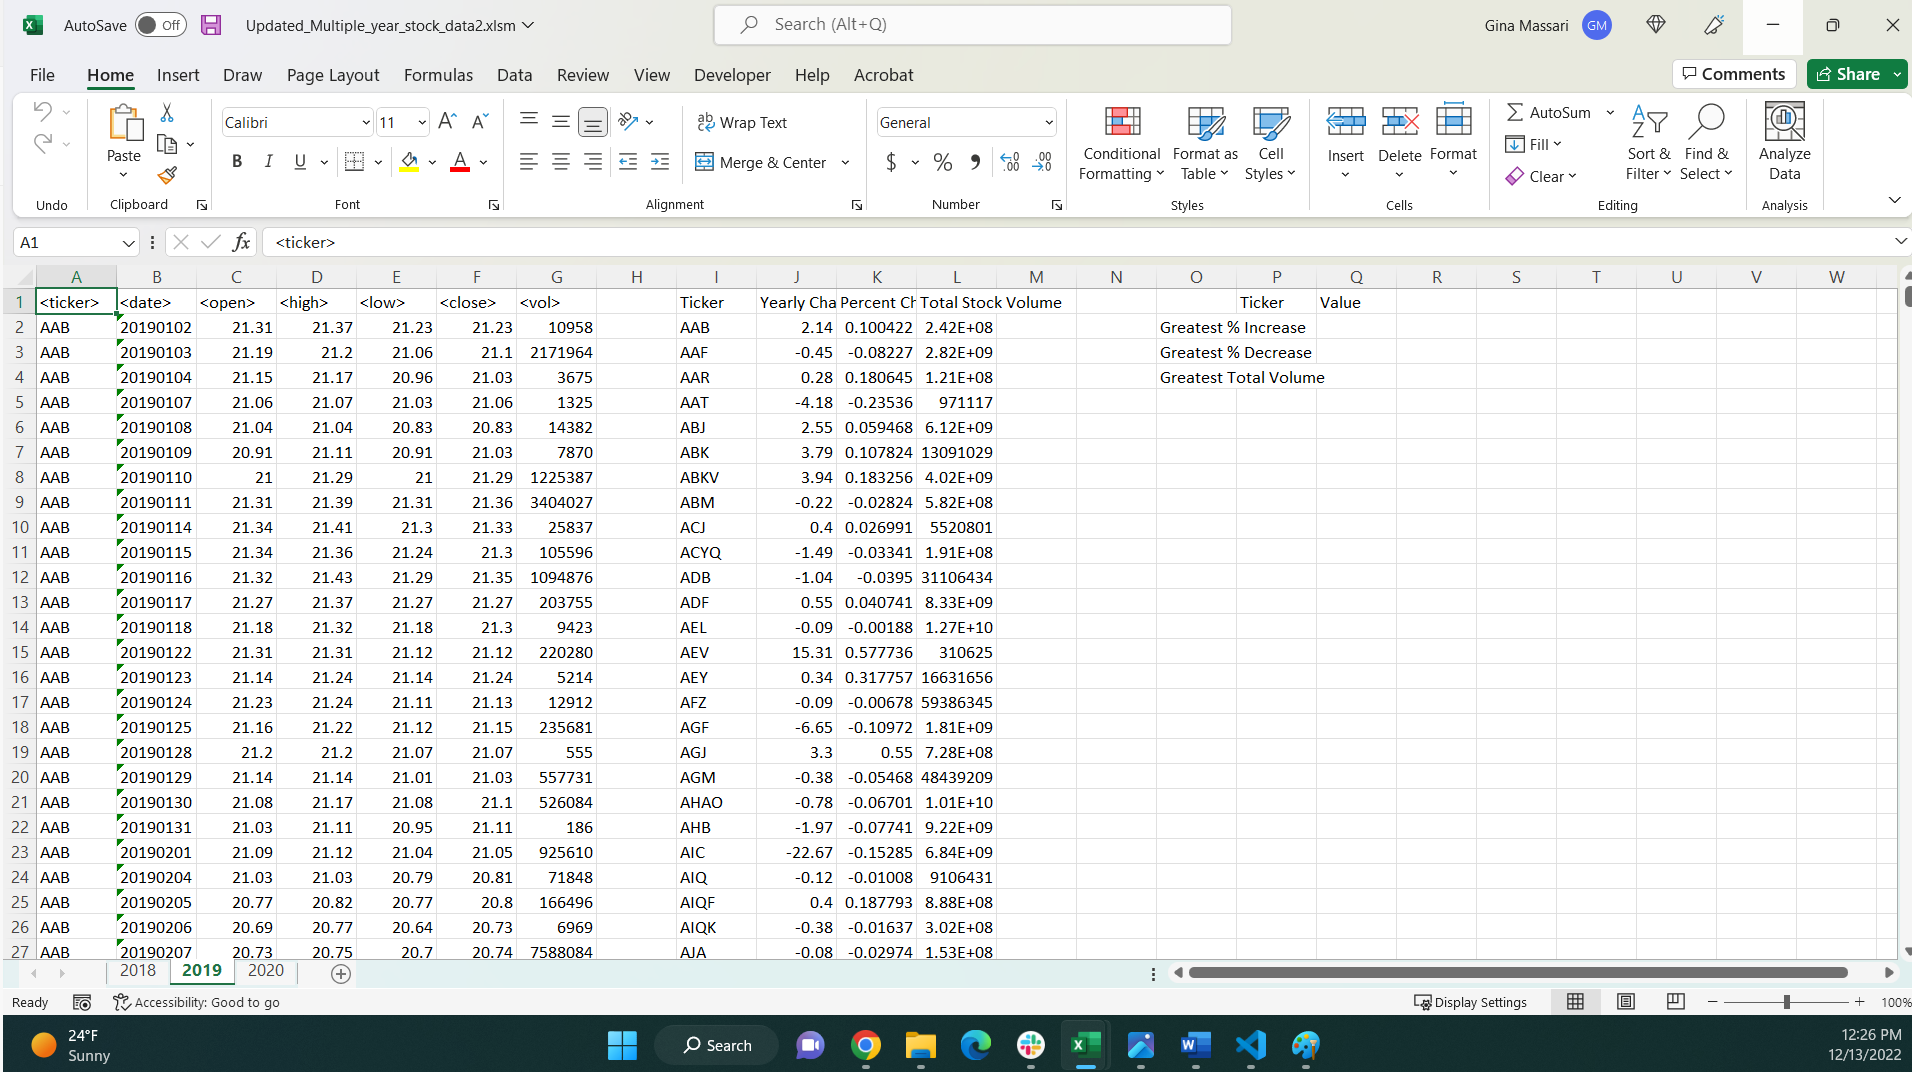 AutoSave Off Updated_Multiple_year_stock_data2.xlsm Search (Alt+Q) Gina Massari GM
File Home Insert Draw Page Layout Formulas Data Review View Developer Help Acrobat Comments Share
Calibri 11 A^ Aˇ ab Wrap Text General AutoSum
Paste B I U A Merge & Center $ % 9 Conditional Formatting Format as Table Cell Styles Insert Delete Format Fill Clear Sort & Filter Find & Select Analyze Data
Undo Clipboard Font Alignment Number Styles Cells Editing Analysis
A1 fx <ticker>
A B C D E F G H I J K L M N O P Q R S T U V W
1 <ticker> <date> <open> <high> <low> <close> <vol> Ticker Yearly Cha Percent Ch Total Stock Volume Ticker Value
2 AAB 20190102 21.31 21.37 21.23 21.23 10958 AAB 2.14 0.100422 2.42E+08 Greatest % Increase
3 AAB 20190103 21.19 21.2 21.06 21.1 2171964 AAF -0.45 -0.08227 2.82E+09 Greatest % Decrease
4 AAB 20190104 21.15 21.17 20.96 21.03 3675 AAR 0.28 0.180645 1.21E+08 Greatest Total Volume
5 AAB 20190107 21.06 21.07 21.03 21.06 1325 AAT -4.18 -0.23536 971117
6 AAB 20190108 21.04 21.04 20.83 20.83 14382 ABJ 2.55 0.059468 6.12E+09
7 AAB 20190109 20.91 21.11 20.91 21.03 7870 ABK 3.79 0.107824 13091029
8 AAB 20190110 21 21.29 21 21.29 1225387 ABKV 3.94 0.183256 4.02E+09
9 AAB 20190111 21.31 21.39 21.31 21.36 3404027 ABM -0.22 -0.02824 5.82E+08
10 AAB 20190114 21.34 21.41 21.3 21.33 25837 ACJ 0.4 0.026991 5520801
11 AAB 20190115 21.34 21.36 21.24 21.3 105596 ACYQ -1.49 -0.03341 1.91E+08
12 AAB 20190116 21.32 21.43 21.29 21.35 1094876 ADB -1.04 -0.0395 31106434
13 AAB 20190117 21.27 21.37 21.27 21.27 203755 ADF 0.55 0.040741 8.33E+09
14 AAB 20190118 21.18 21.32 21.18 21.3 9423 AEL -0.09 -0.00188 1.27E+10
15 AAB 20190122 21.31 21.31 21.12 21.12 220280 AEV 15.31 0.577736 310625
16 AAB 20190123 21.14 21.24 21.14 21.24 5214 AEY 0.34 0.317757 16631656
17 AAB 20190124 21.23 21.24 21.11 21.13 12912 AFZ -0.09 -0.00678 59386345
18 AAB 20190125 21.16 21.22 21.12 21.15 235681 AGF -6.65 -0.10972 1.81E+09
19 AAB 20190128 21.2 21.2 21.07 21.07 555 AGJ 3.3 0.55 7.28E+08
20 AAB 20190129 21.14 21.14 21.01 21.03 557731 AGM -0.38 -0.05468 48439209
21 AAB 20190130 21.08 21.17 21.08 21.1 526084 AHAO -0.78 -0.06701 1.01E+10
22 AAB 20190131 21.03 21.11 20.95 21.11 186 AHB -1.97 -0.07741 9.22E+09
23 AAB 20190201 21.09 21.12 21.04 21.05 925610 AIC -22.67 -0.15285 6.84E+09
24 AAB 20190204 21.03 21.03 20.79 20.81 71848 AIQ -0.12 -0.01008 9106431
25 AAB 20190205 20.77 20.82 20.77 20.8 166496 AIQF 0.4 0.187793 8.88E+08
26 AAB 20190206 20.69 20.77 20.64 20.73 6969 AIQK -0.38 -0.01637 3.02E+08
27 AAB 20190207 20.73 20.75 20.7 20.74 7588084 AJA -0.08 -0.02974 1.53E+08
2018 2019 2020
Ready Accessibility: Good to go Display Settings 100%
24°F Sunny Search 12:26 PM
12/13/2022